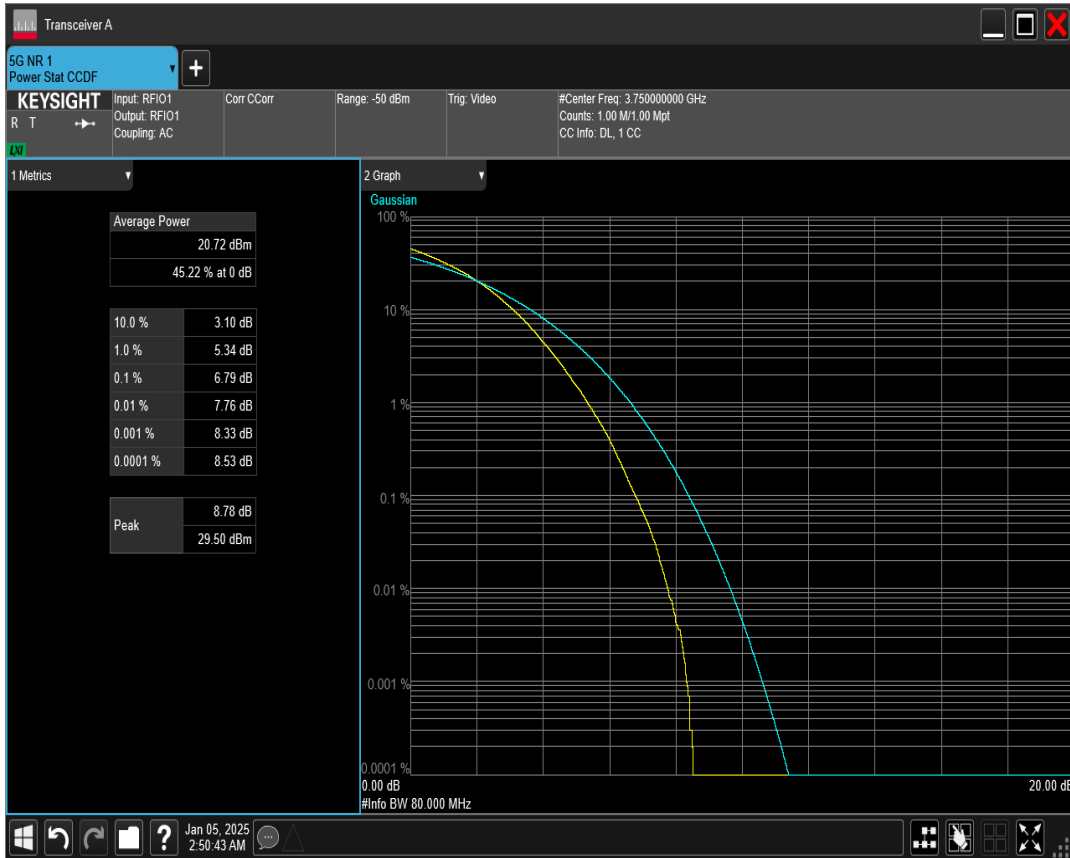 Transceiver A
5G NR 1
Power Stat CCDF
KEYSIGHT
R T
LXI
Input: RFIO1
Output: RFIO1
Coupling: AC
Corr CCorr
Range: -50 dBm
Trig: Video
#Center Freq: 3.750000000 GHz
Counts: 1.00 M/1.00 Mpt
CC Info: DL, 1 CC
1 Metrics
Average Power
20.72 dBm
45.22 % at 0 dB
10.0 % 3.10 dB
1.0 % 5.34 dB
0.1 % 6.79 dB
0.01 % 7.76 dB
0.001 % 8.33 dB
0.0001 % 8.53 dB
Peak
8.78 dB
29.50 dBm
2 Graph
Gaussian
100 %
10 %
1 %
0.1 %
0.01 %
0.001 %
0.0001 %
0.00 dB
20.00 dB
#Info BW 80.000 MHz
Jan 05, 2025
2:50:43 AM